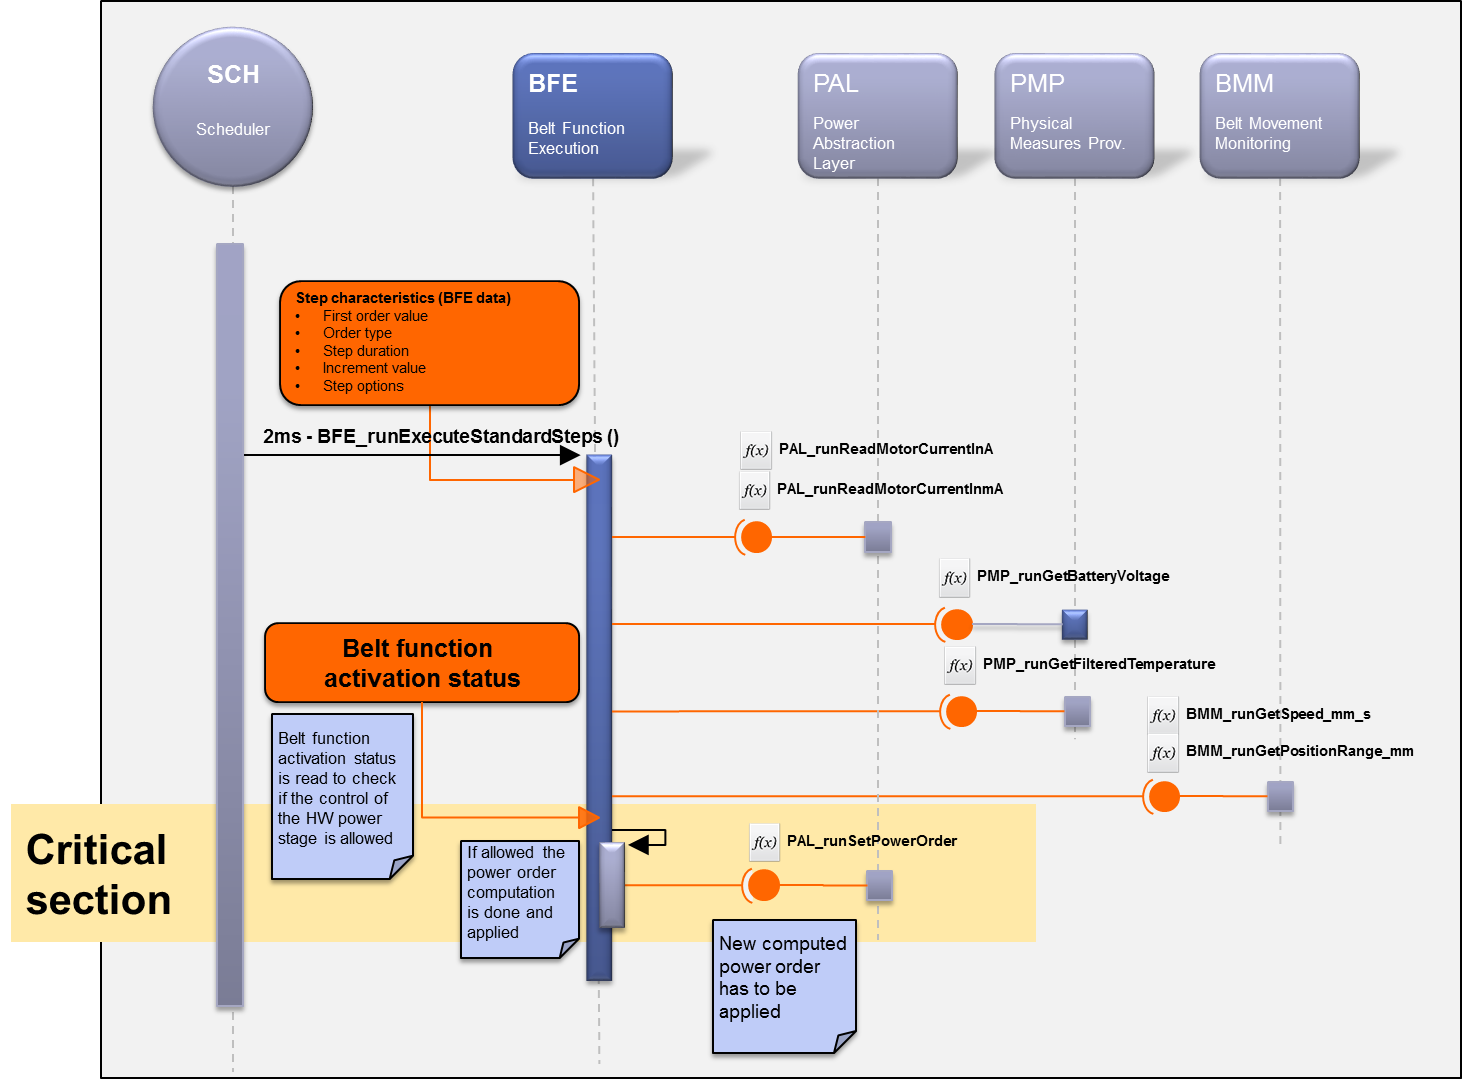 SCH
Scheduler
BFE
Belt Function
Execution
PAL
Power
Abstraction
Layer
PMP
Physical
Measures Prov.
BMM
Belt Movement
Monitoring
Step characteristics (BFE data)
• First order value
• Order type
• Step duration
• Increment value
• Step options
2ms - BFE_runExecuteStandardSteps ()
f(x) PAL_runReadMotorCurrentInA
f(x) PAL_runReadMotorCurrentInmA
f(x) PMP_runGetBatteryVoltage
Belt function
activation status
f(x) PMP_runGetFilteredTemperature
f(x) BMM_runGetSpeed_mm_s
f(x) BMM_runGetPositionRange_mm
Belt function
activation status
is read to check
if the control of
the HW power
stage is allowed
Critical
section
f(x) PAL_runSetPowerOrder
If allowed the
power order
computation
is done and
applied
New computed
power order
has to be
applied